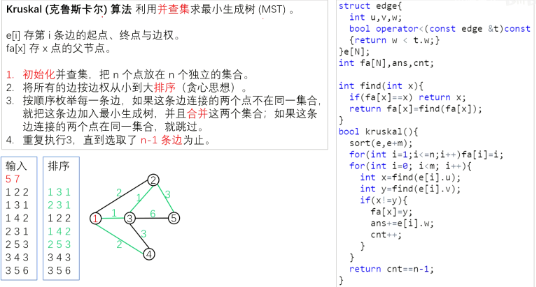 Kruskal (克鲁斯卡尔) 算法 利用并查集求最小生成树 (MST) 。
e[i] 存第 i 条边的起点、终点与边权。
fa[x] 存 x 点的父节点。
1. 初始化并查集，把 n 个点放在 n 个独立的集合。
2. 将所有的边按边权从小到大排序（贪心思想）。
3. 按顺序枚举每一条边，如果这条边连接的两个点不在同一集合，
就把这条边加入最小生成树，并且合并这两个集合；如果这条
边连接的两个点在同一集合，就跳过。
4. 重复执行3，直到选取了 n-1 条边为止。
输入
5 7
1 2 2
1 3 1
1 4 2
2 3 1
2 5 3
3 4 3
3 5 6
排序
1 3 1
2 3 1
1 2 2
1 4 2
2 5 3
3 4 3
3 5 6
2
2
1
3
1
1
3
6
5
2
3
4
struct edge{
int u,v,w;
bool operator<(const edge &t)const
{return w < t.w;}
}e[N];
int fa[N],ans,cnt;
int find(int x){
if(fa[x]==x) return x;
return fa[x]=find(fa[x]);
}
bool kruskal(){
sort(e,e+m);
for(int i=1;i<=n;i++)fa[i]=i;
for(int i=0; i<m; i++){
int x=find(e[i].u);
int y=find(e[i].v);
if(x!=y){
fa[x]=y;
ans+=e[i].w;
cnt++;
}
}
return cnt==n-1;
}